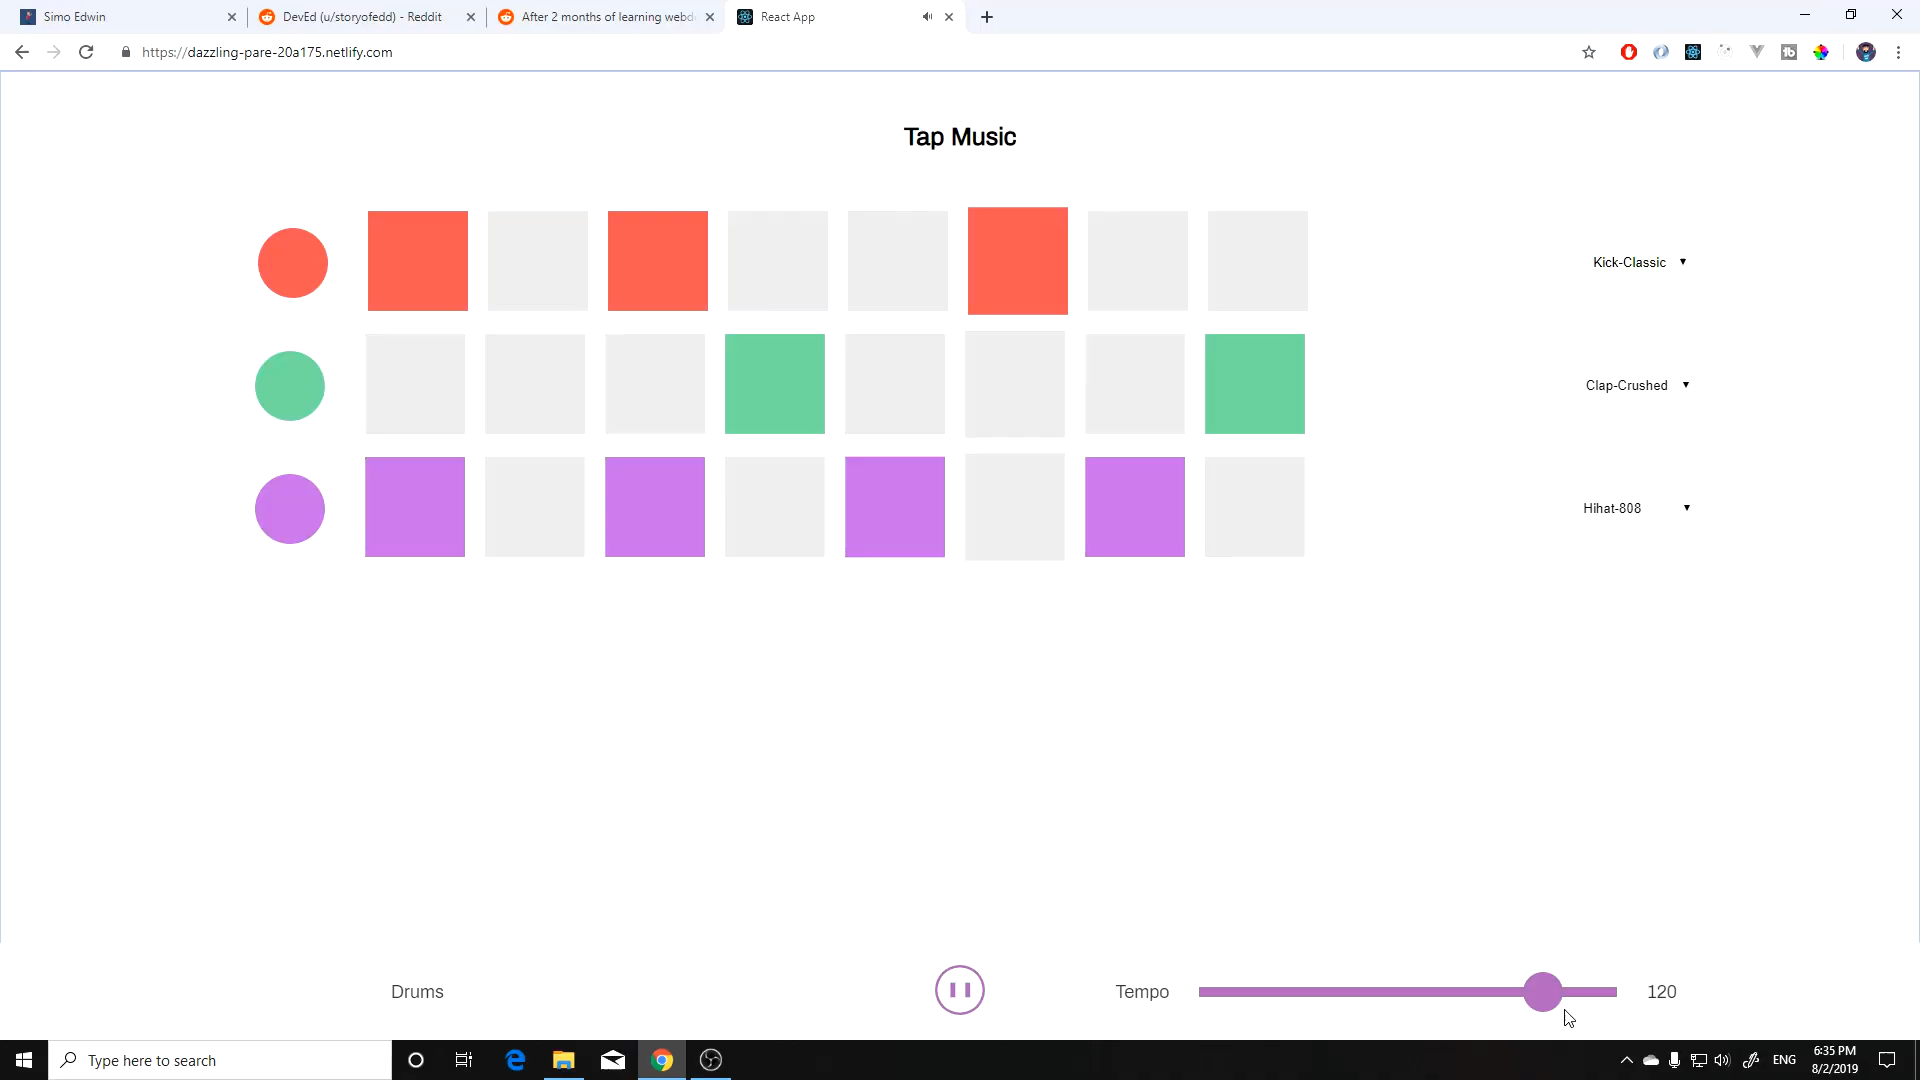 Simo Edwin
DevEd (u/storyofedd) - Reddit
After 2 months of learning webd
React App
https://dazzling-pare-20a175.netlify.com
Tap Music
Kick-Classic
Clap-Crushed
Hihat-808
Drums
Tempo
120
Type here to search
ENG
6:35 PM
8/2/2019